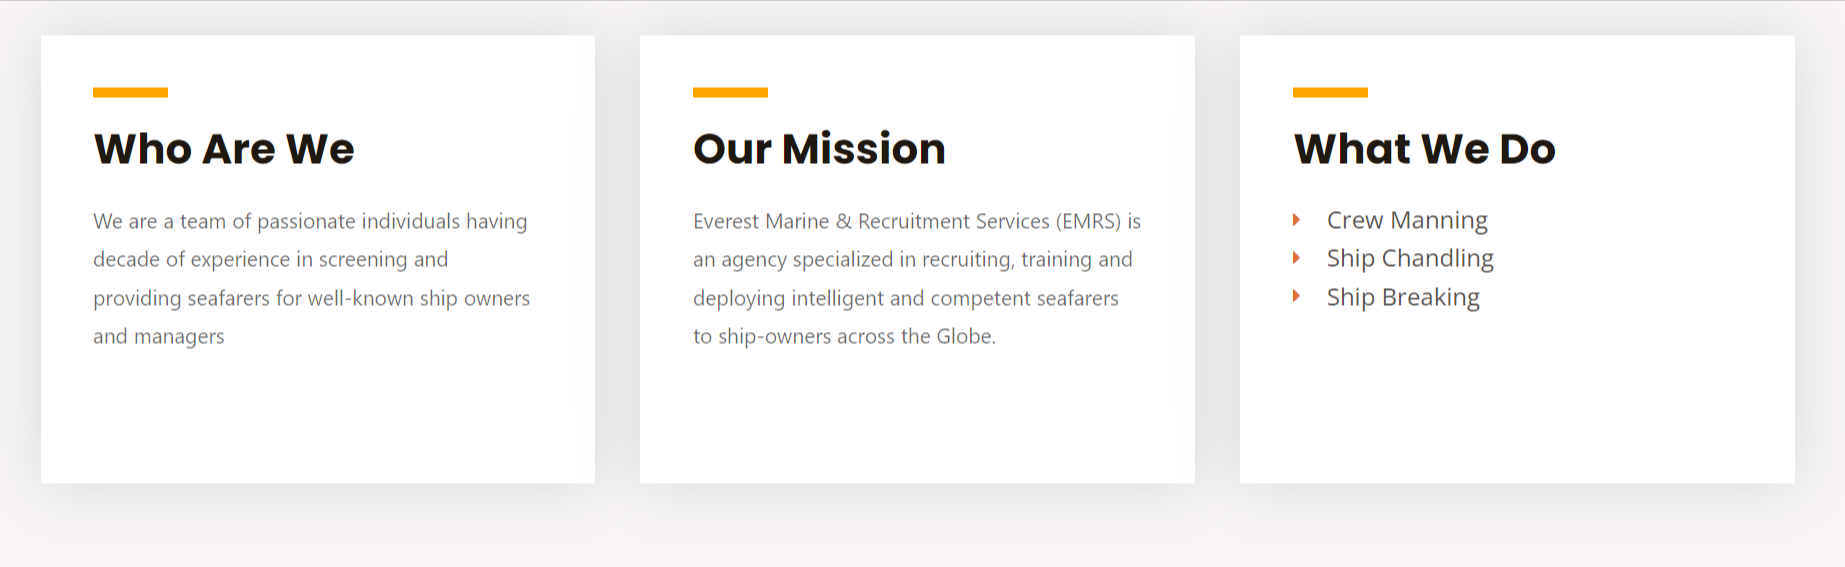 Who Are We
We are a team of passionate individuals having
decade of experience in screening and
providing seafarers for well-known ship owners
and managers
Our Mission
Everest Marine & Recruitment Services (EMRS) is
an agency specialized in recruiting, training and
deploying intelligent and competent seafarers
to ship-owners across the Globe.
What We Do
Crew Manning
Ship Chandling
Ship Breaking